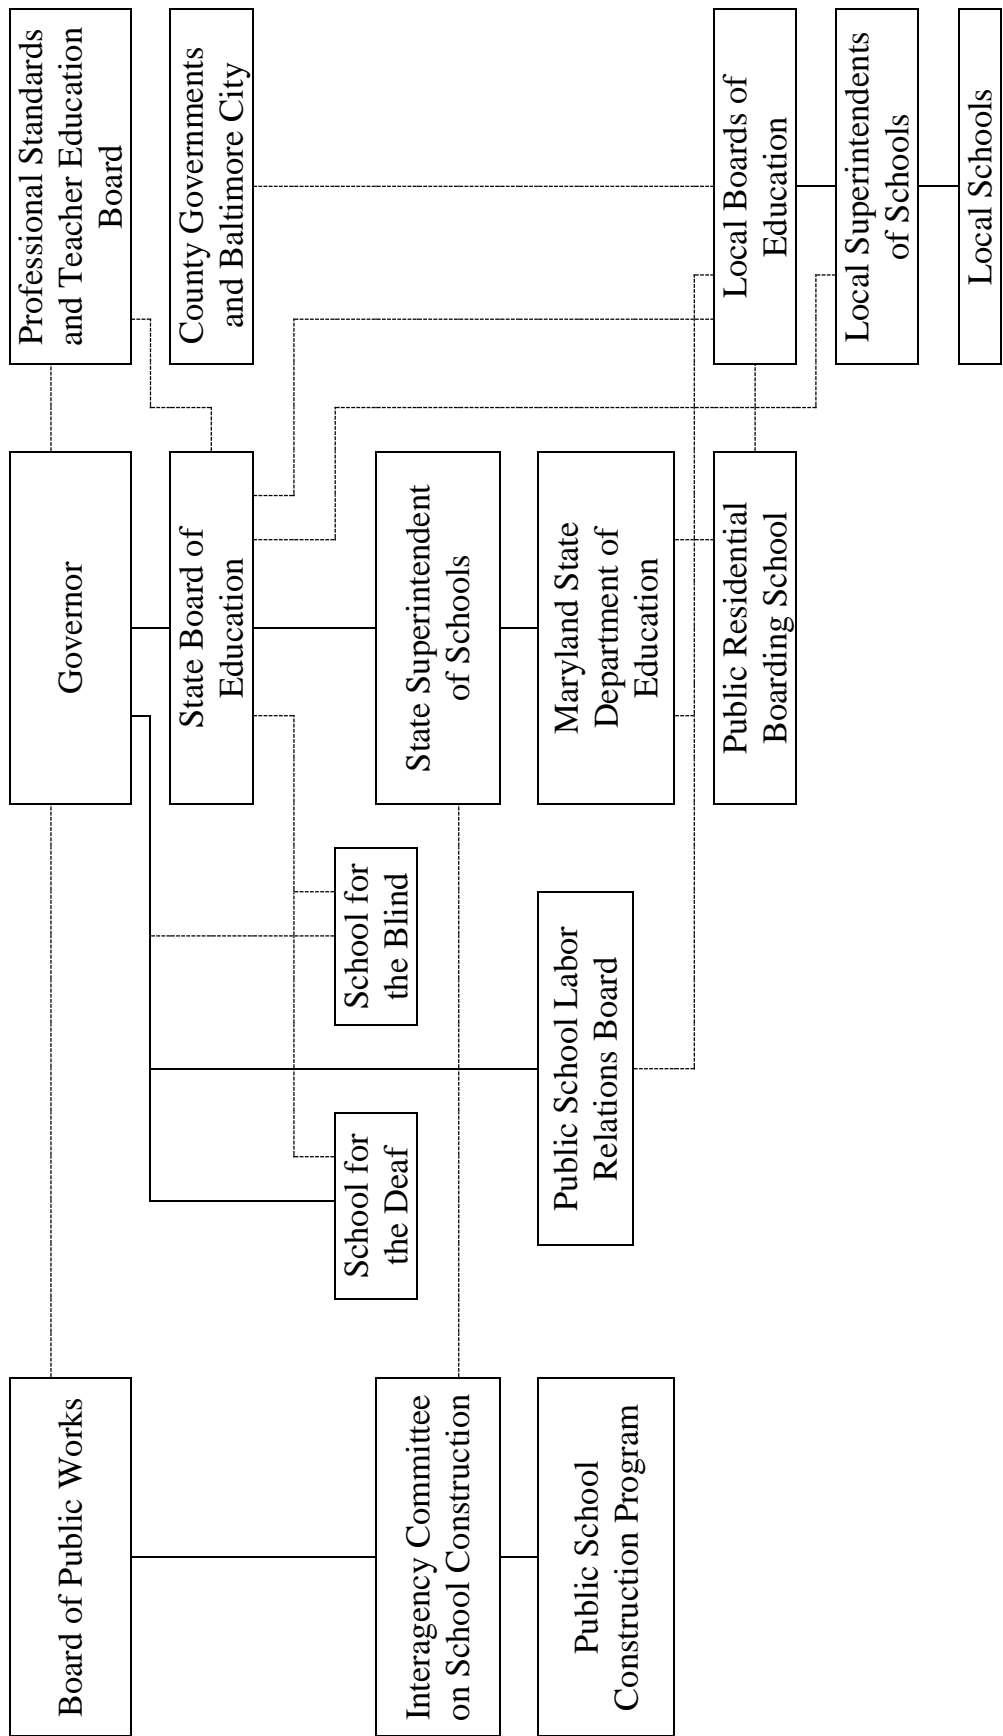 Board of Public Works
Governor
Professional Standards
and Teacher Education
Board
State Board of
Education
County Governments
and Baltimore City
School for
the Deaf
School for
the Blind
Interagency Committee
on School Construction
State Superintendent
of Schools
Public School
Construction Program
Public School Labor
Relations Board
Maryland State
Department of
Education
Public Residential
Boarding School
Local Boards of
Education
Local Superintendents
of Schools
Local Schools